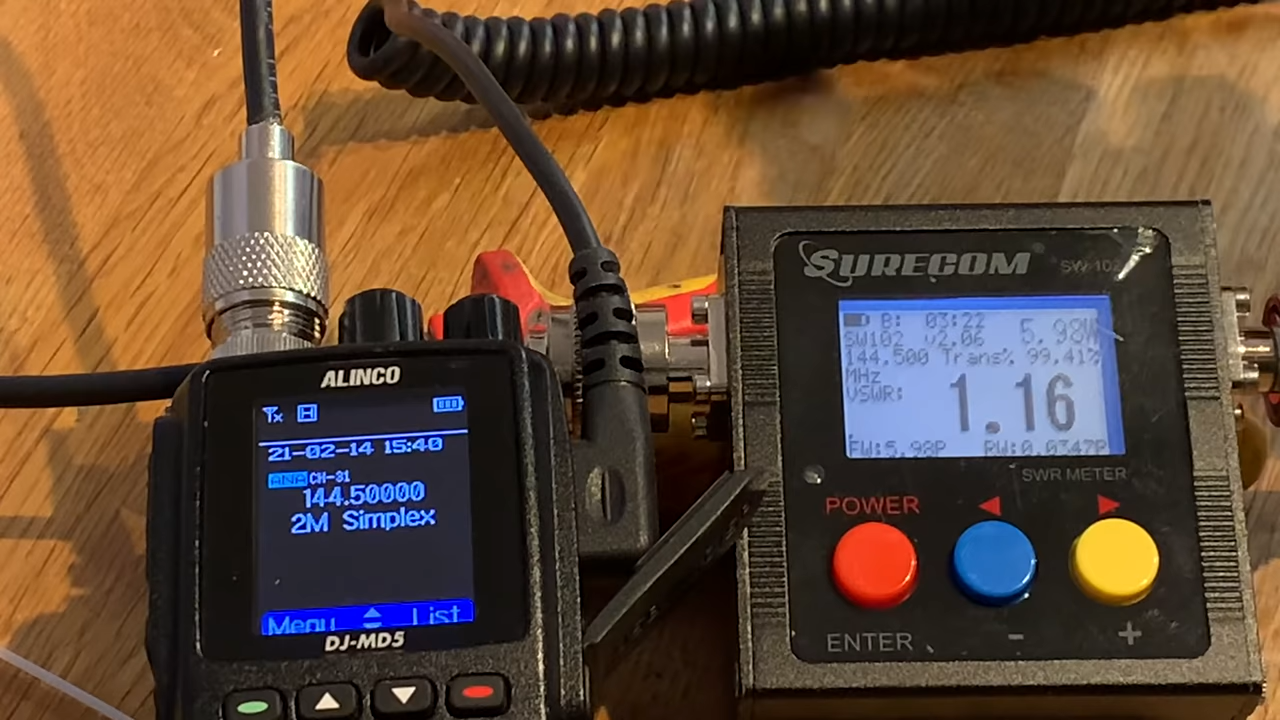 ALINCO
Tx H
21-02-14 15:40
ANA CH-31
144.50000
2M Simplex
Menu List
DJ-MD5
SURECOM
SW-102
B: 03:22
SW102 v2.06 5.98W
144.500 Trans% 99.41%
MHz
VSWR: 1.16
FW:5.98P RW:0.0347P
SWR METER
POWER
ENTER - +